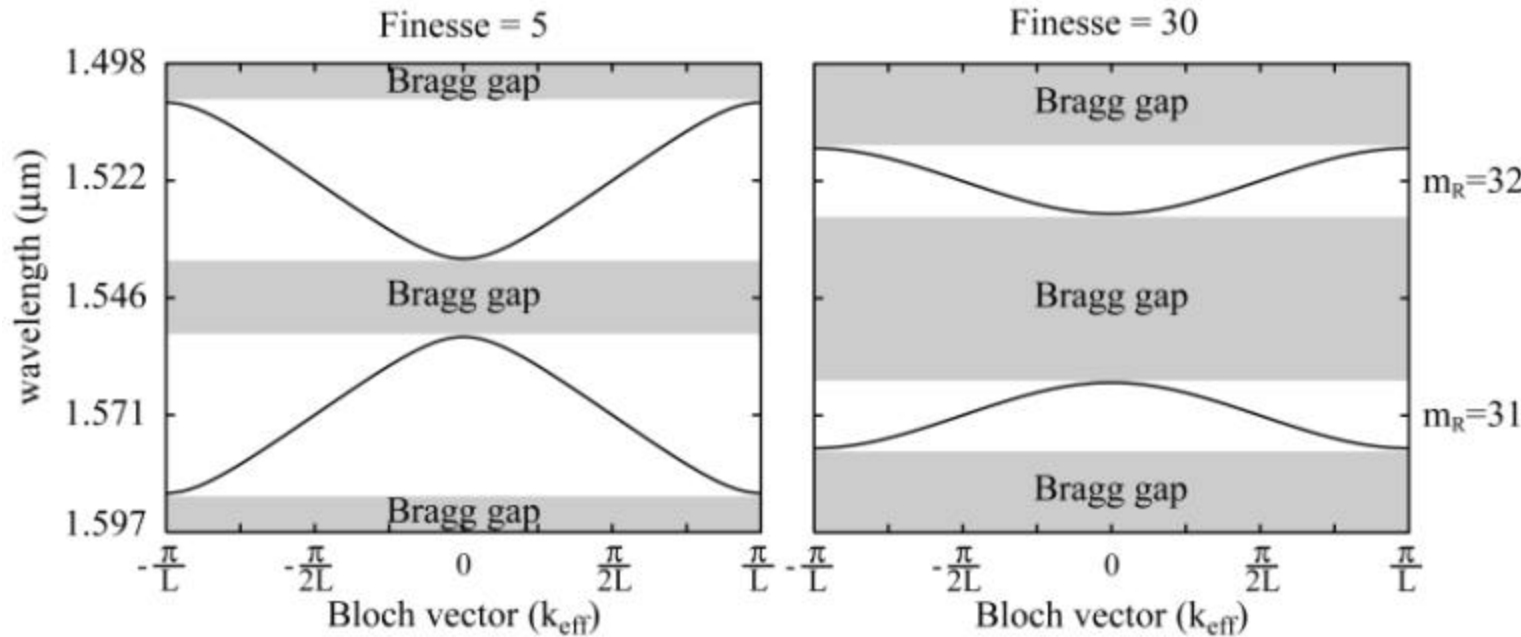 Finesse = 5
Finesse = 30
wavelength (μm)
1.498
1.522
1.546
1.571
1.597
Bragg gap
Bragg gap
Bragg gap
Bragg gap
Bragg gap
Bragg gap
m_R=32
m_R=31
-π/L -π/2L 0 π/2L π/L
-π/L -π/2L 0 π/2L π/L
Bloch vector (k_eff)
Bloch vector (k_eff)